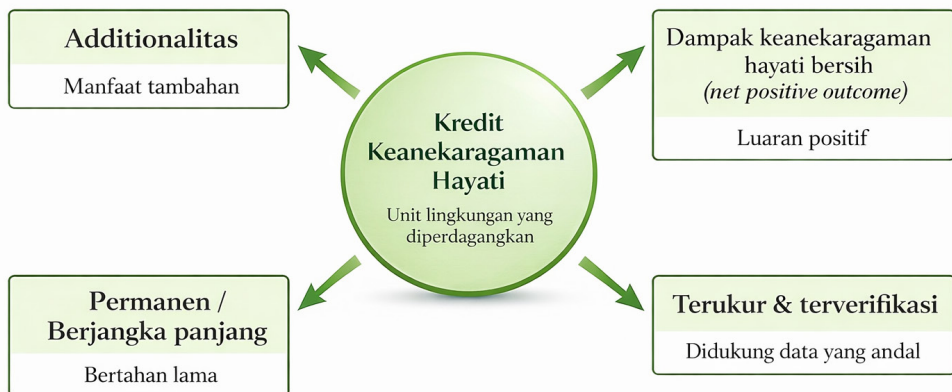 Additionalitas
Manfaat tambahan
Dampak keanekaragaman
hayati bersih
(net positive outcome)
Luaran positif
Kredit
Keanekaragaman
Hayati
Unit lingkungan yang
diperdagangkan
Permanen /
Berjangka panjang
Bertahan lama
Terukur & terverifikasi
Didukung data yang andal